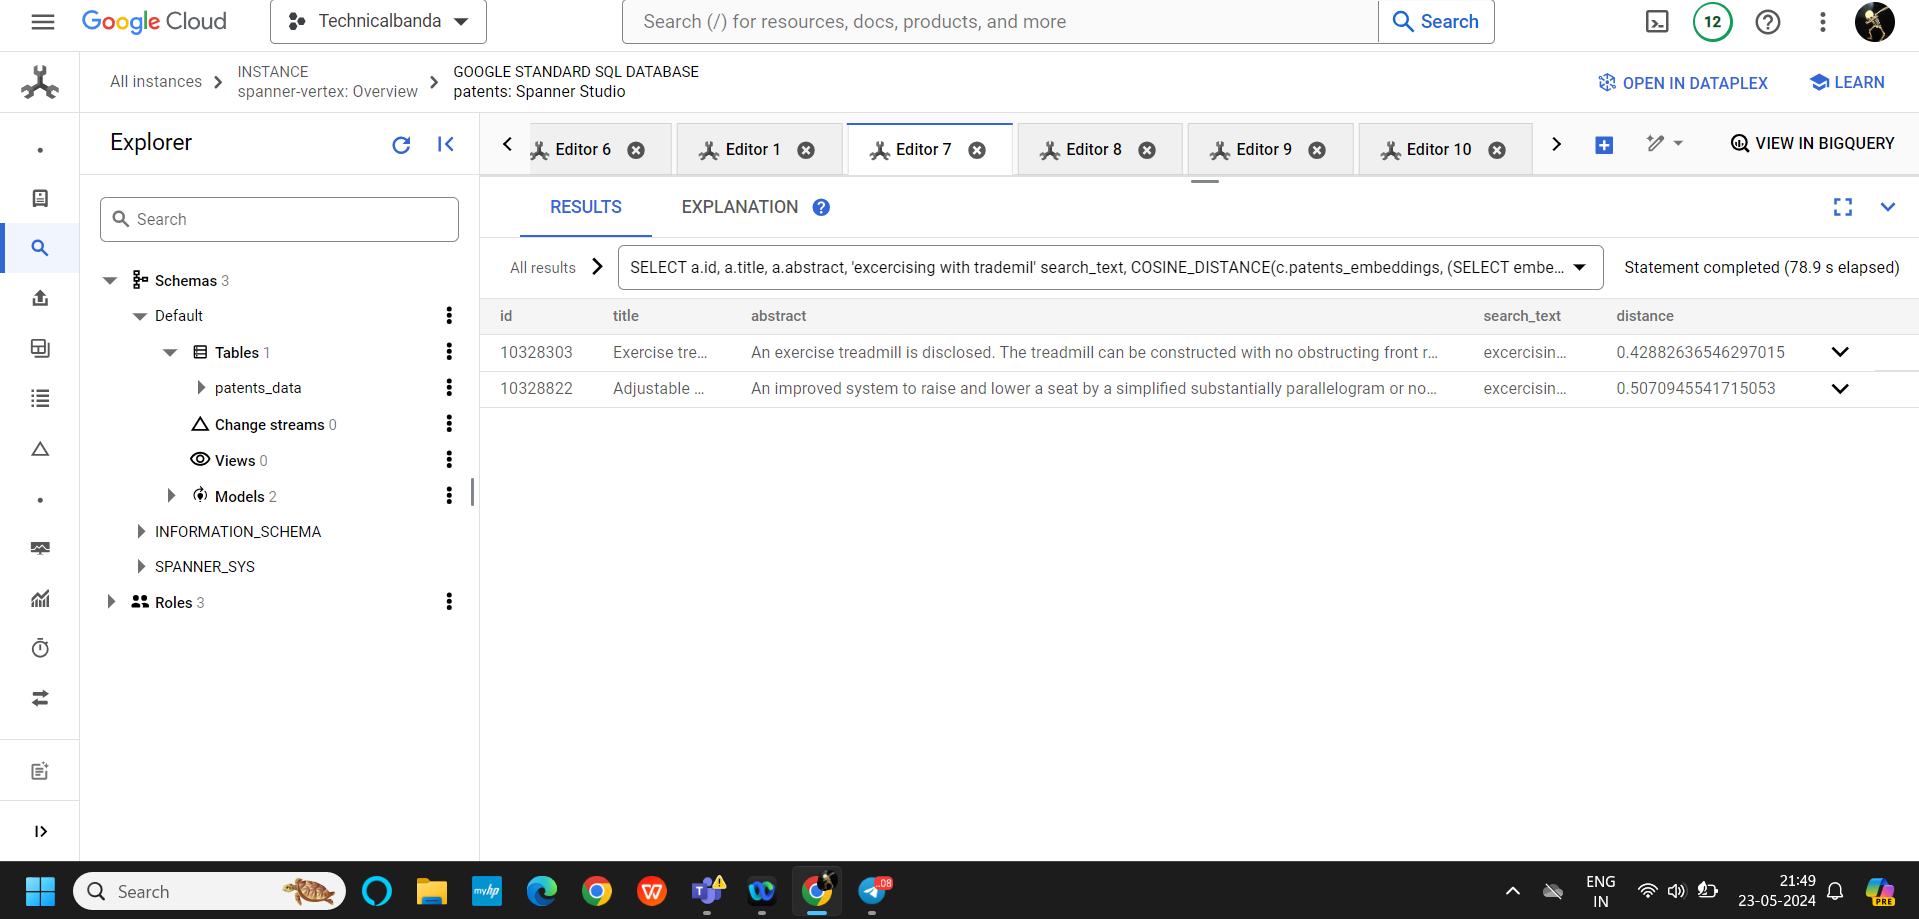 Google Cloud
Technicalbanda
Search (/) for resources, docs, products, and more
Search
12
All instances
INSTANCE
spanner-vertex: Overview
GOOGLE STANDARD SQL DATABASE
patents: Spanner Studio
OPEN IN DATAPLEX
LEARN
Explorer
Editor 6
Editor 1
Editor 7
Editor 8
Editor 9
Editor 10
VIEW IN BIGQUERY
Search
Schemas 3
Default
Tables 1
patents_data
Change streams 0
Views 0
Models 2
INFORMATION_SCHEMA
SPANNER_SYS
Roles 3
RESULTS
EXPLANATION
All results
SELECT a.id, a.title, a.abstract, 'excercising with trademil' search_text, COSINE_DISTANCE(c.patents_embeddings, (SELECT embe...
Statement completed (78.9 s elapsed)
id title abstract search_text distance
10328303 Exercise tre... An exercise treadmill is disclosed. The treadmill can be constructed with no obstructing front r... excercisin... 0.42882636546297015
10328822 Adjustable ... An improved system to raise and lower a seat by a simplified substantially parallelogram or no... excercisin... 0.5070945541715053
Search
myhp
W
T
..08
ENG
IN
21:49
23-05-2024
PRE